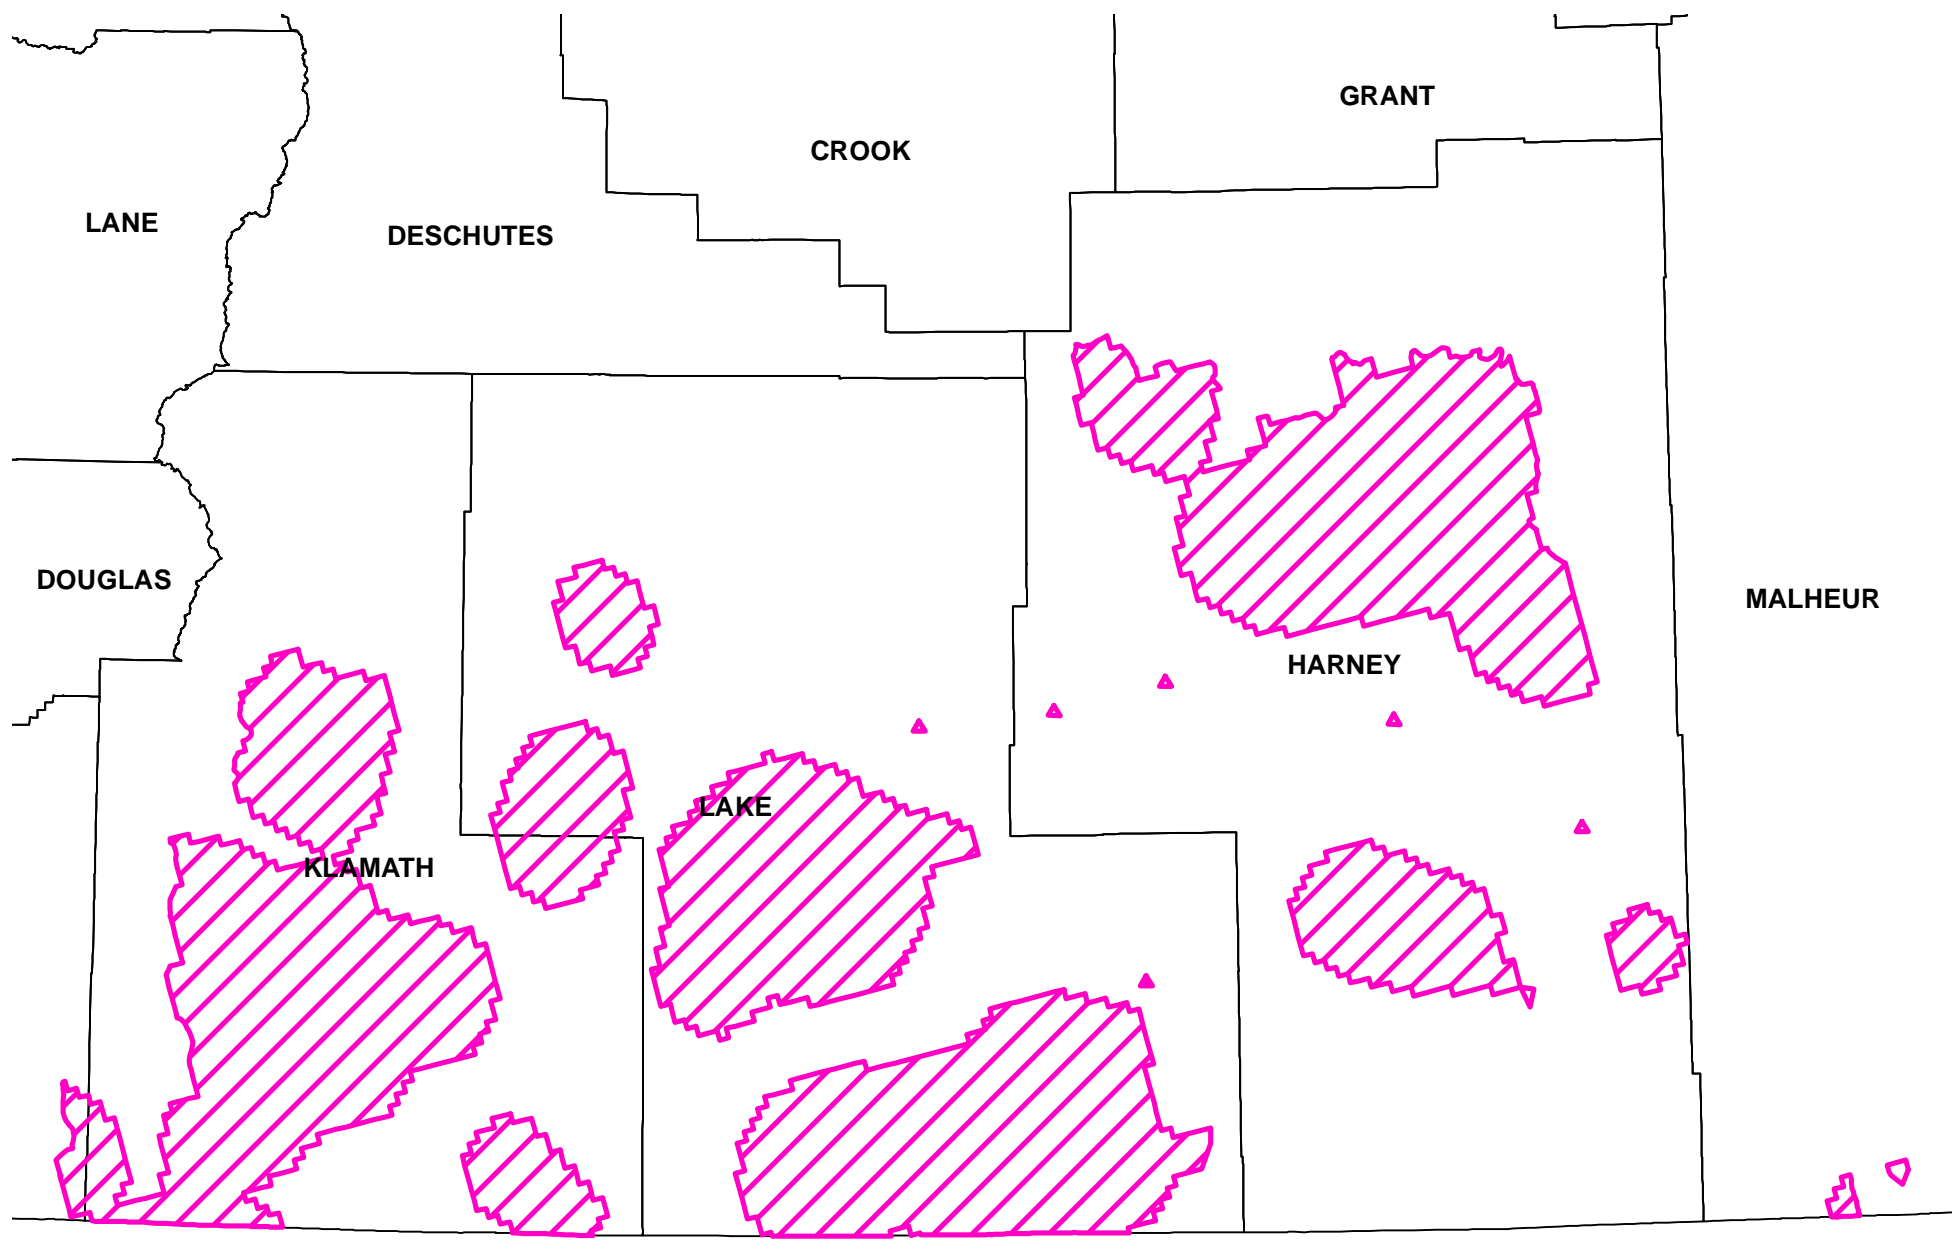 GRANT
CROOK
LANE
DESCHUTES
DOUGLAS
MALHEUR
HARNEY
LAKE
KLAMATH